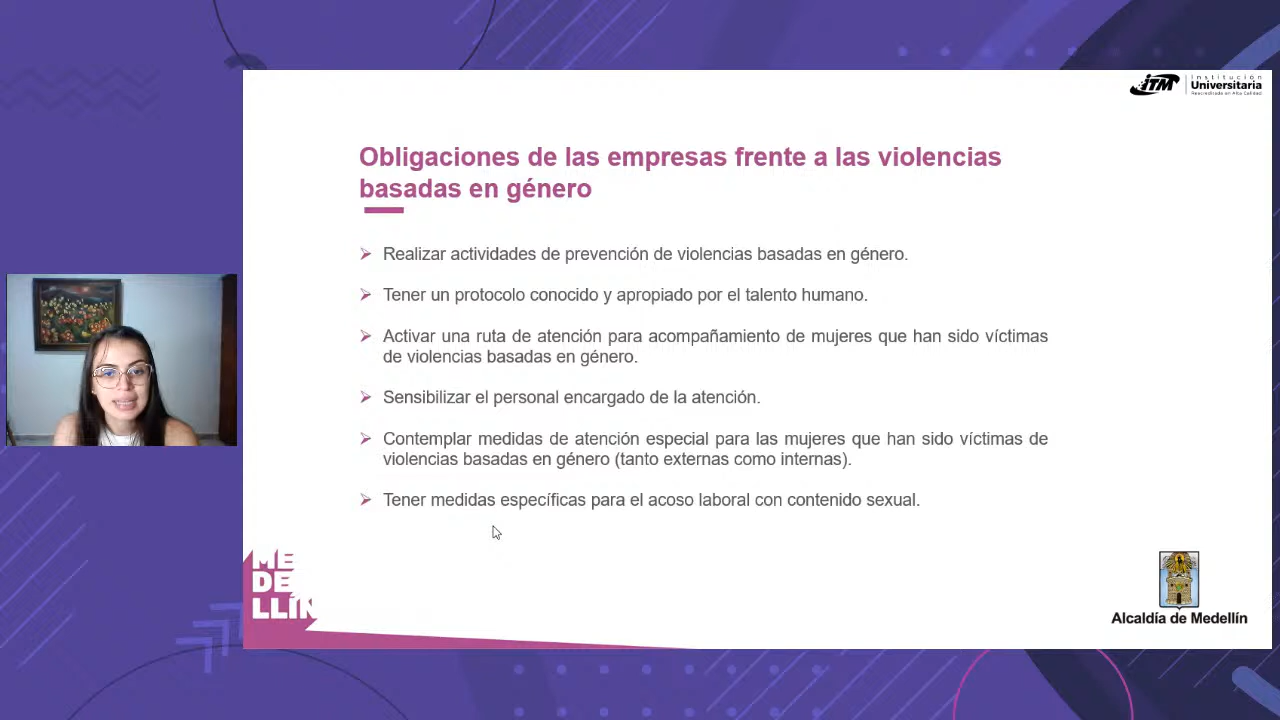 iTM
Institución
Universitaria
Reacreditada en Alta Calidad
Obligaciones de las empresas frente a las violencias
basadas en género
Realizar actividades de prevención de violencias basadas en género.
Tener un protocolo conocido y apropiado por el talento humano.
Activar una ruta de atención para acompañamiento de mujeres que han sido víctimas
de violencias basadas en género.
Sensibilizar el personal encargado de la atención.
Contemplar medidas de atención especial para las mujeres que han sido víctimas de
violencias basadas en género (tanto externas como internas).
Tener medidas específicas para el acoso laboral con contenido sexual.
ME
DE
LLÍN
Alcaldía de Medellín